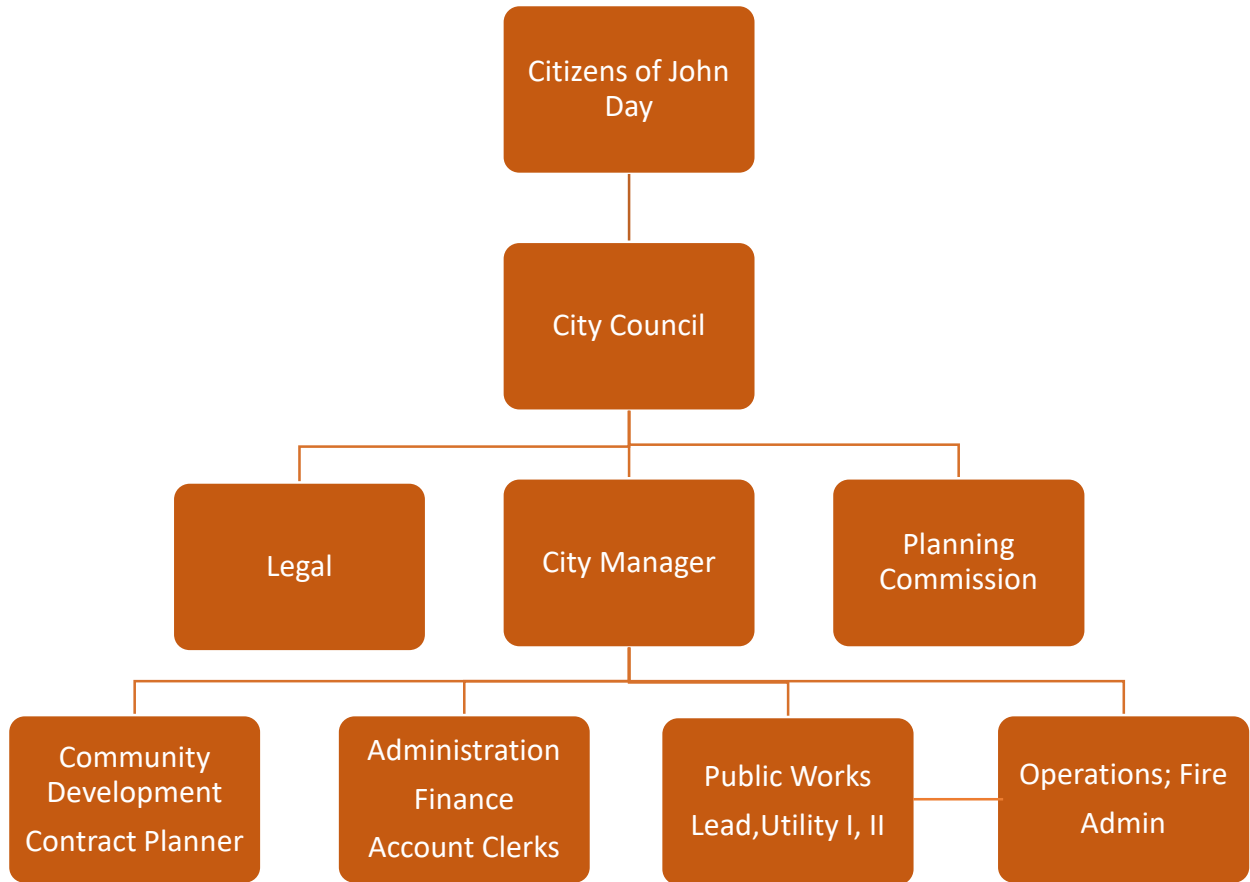 Citizens of John
Day
City Council
Legal
City Manager
Planning
Commission
Community
Development
Contract Planner
Administration
Finance
Account Clerks
Public Works
Lead,Utility I, II
Operations; Fire
Admin